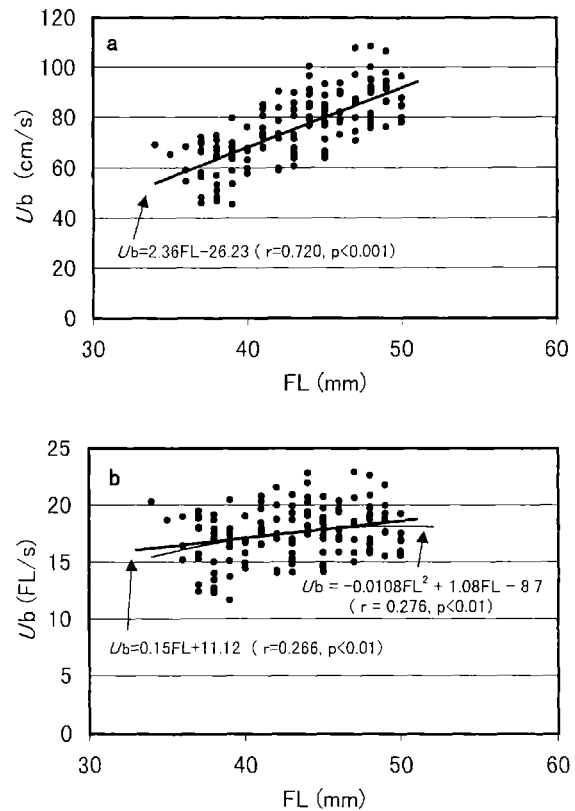 a
120
100
80
60
40
20
0
Ub (cm/s)
Ub=2.36FL-26.23 ( r=0.720, p<0.001)
30 40 50 60
FL (mm)
b
25
20
15
10
5
0
Ub (FL/s)
Ub = -0.0108FL² + 1.08FL - 8 7
( r = 0.276, p<0.01)
Ub=0.15FL+11.12 ( r=0.266, p<0.01)
30 40 50 60
FL (mm)